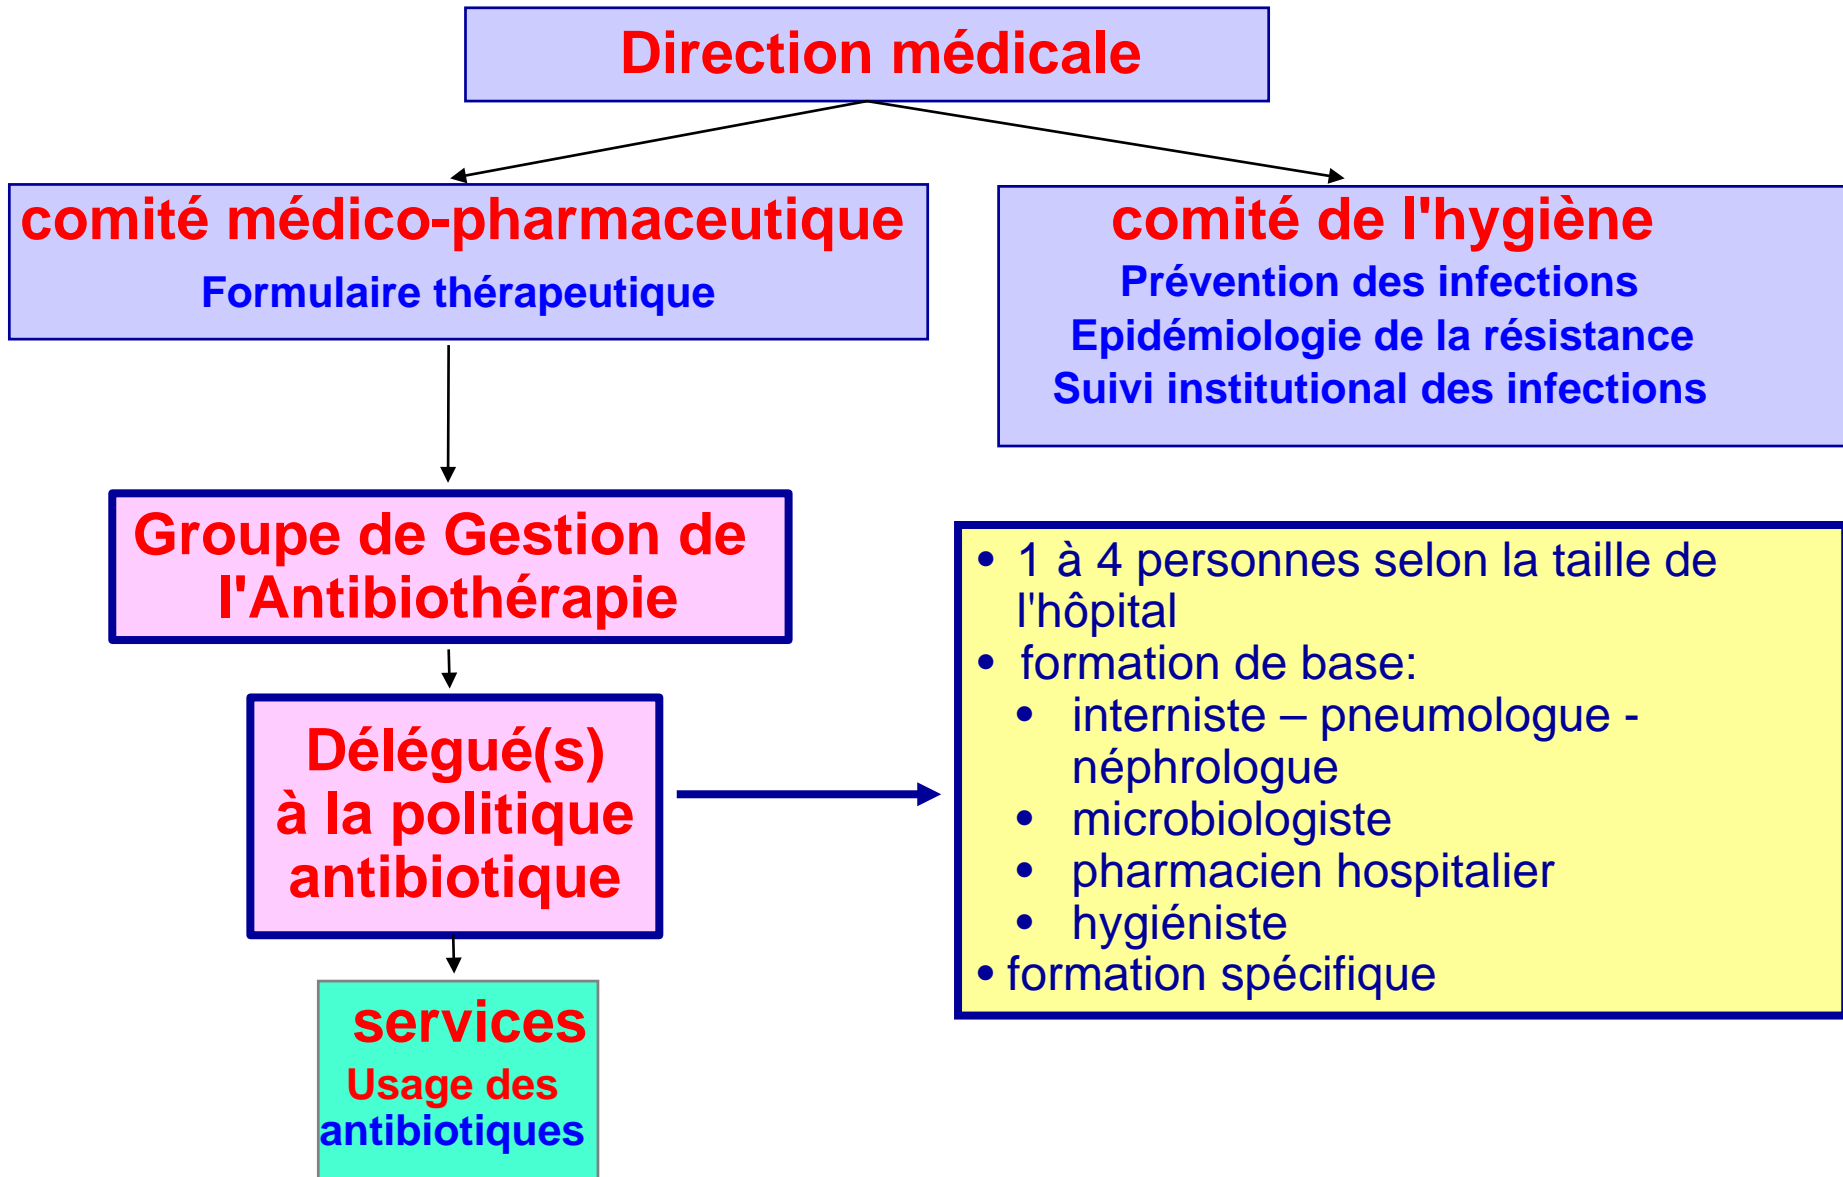 Direction médicale
comité médico-pharmaceutique
Formulaire thérapeutique
comité de l'hygiène
Prévention des infections
Epidémiologie de la résistance
Suivi institutional des infections
Groupe de Gestion de
l'Antibiothérapie
Délégué(s)
à la politique
antibiotique
• 1 à 4 personnes selon la taille de
l'hôpital
• formation de base:
• interniste – pneumologue -
néphrologue
• microbiologiste
• pharmacien hospitalier
• hygiéniste
• formation spécifique
services
Usage des
antibiotiques